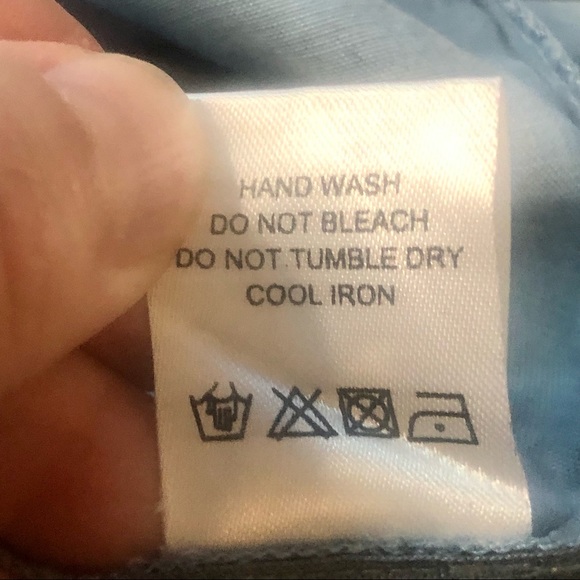 HAND WASH
DO NOT BLEACH
DO NOT TUMBLE DRY
COOL IRON